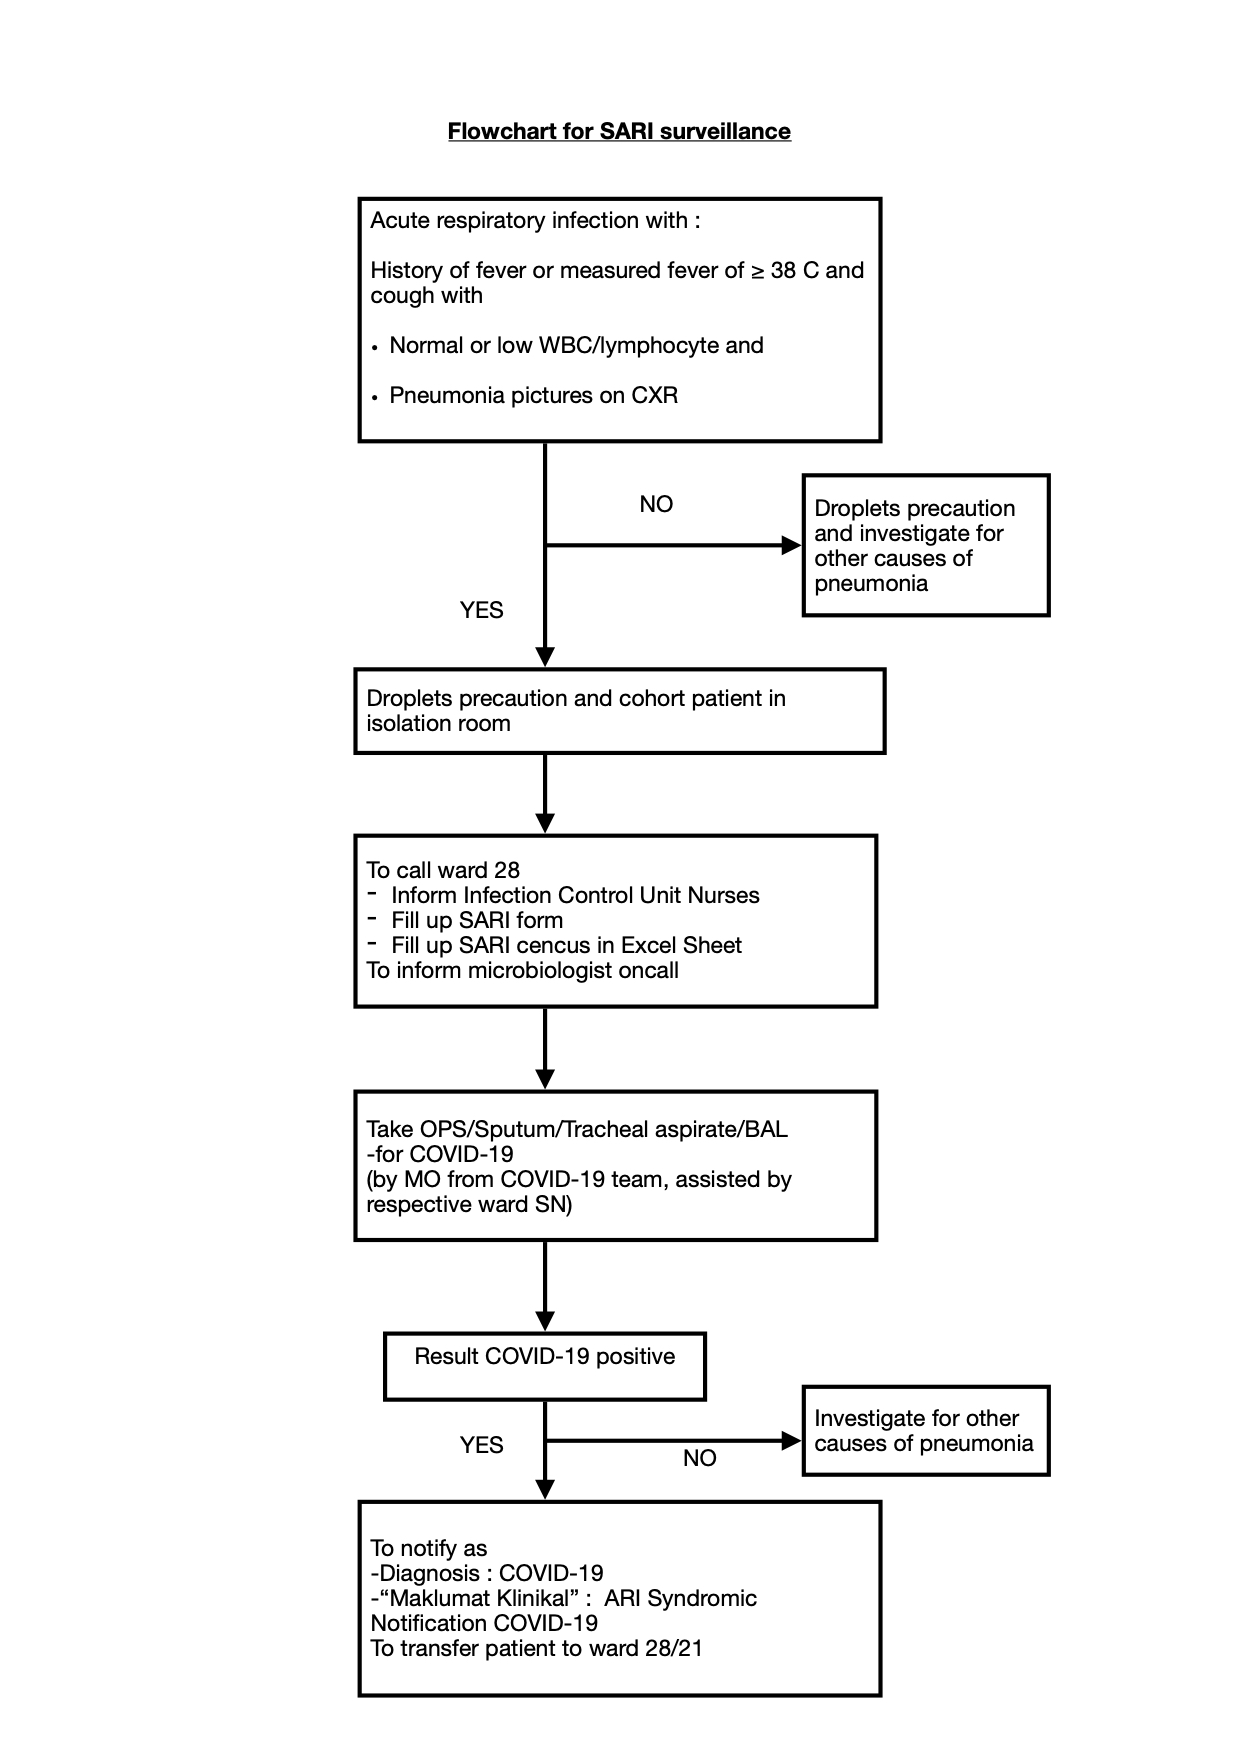 Flowchart for SARI surveillance
Acute respiratory infection with :
History of fever or measured fever of ≥ 38 C and
cough with
• Normal or low WBC/lymphocyte and
• Pneumonia pictures on CXR
NO
Droplets precaution
and investigate for
other causes of
pneumonia
YES
Droplets precaution and cohort patient in
isolation room
To call ward 28
- Inform Infection Control Unit Nurses
- Fill up SARI form
- Fill up SARI cencus in Excel Sheet
To inform microbiologist oncall
Take OPS/Sputum/Tracheal aspirate/BAL
-for COVID-19
(by MO from COVID-19 team, assisted by
respective ward SN)
Result COVID-19 positive
YES
NO
Investigate for other
causes of pneumonia
To notify as
-Diagnosis : COVID-19
-“Maklumat Klinikal” :  ARI Syndromic
Notification COVID-19
To transfer patient to ward 28/21